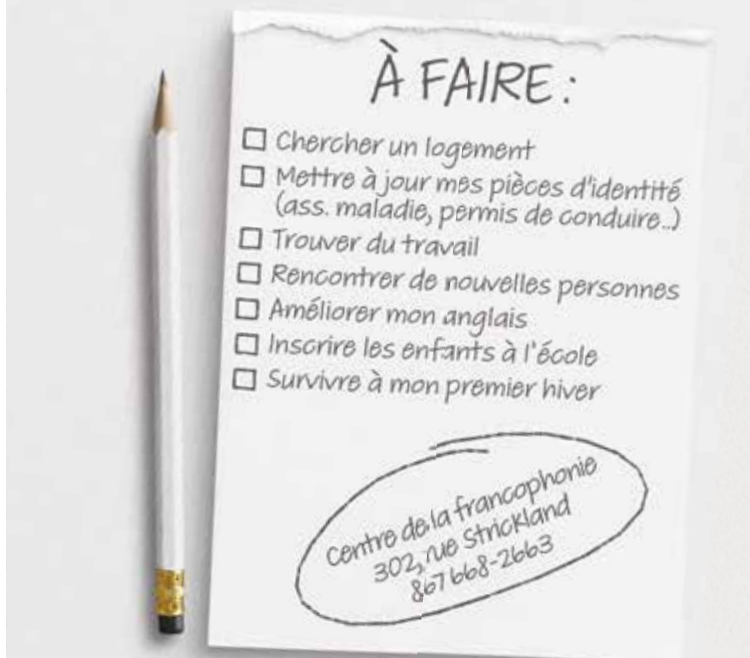 À FAIRE :
Chercher un logement
Mettre à jour mes pièces d'identité
(ass. maladie, permis de conduire...)
Trouver du travail
Rencontrer de nouvelles personnes
Améliorer mon anglais
Inscrire les enfants à l'école
Survivre à mon premier hiver
Centre de la francophonie
302, rue Strickland
867 668-2663